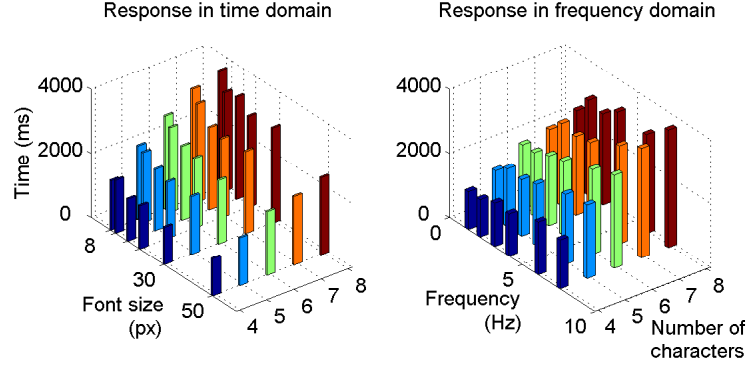 Response in time domain
Response in frequency domain
4000
2000
0
Time (ms)
8
30
50
Font size
(px)
4
5
6
7
8
4000
2000
0
0
5
10
Frequency
(Hz)
4
5
6
7
8
Number of
characters